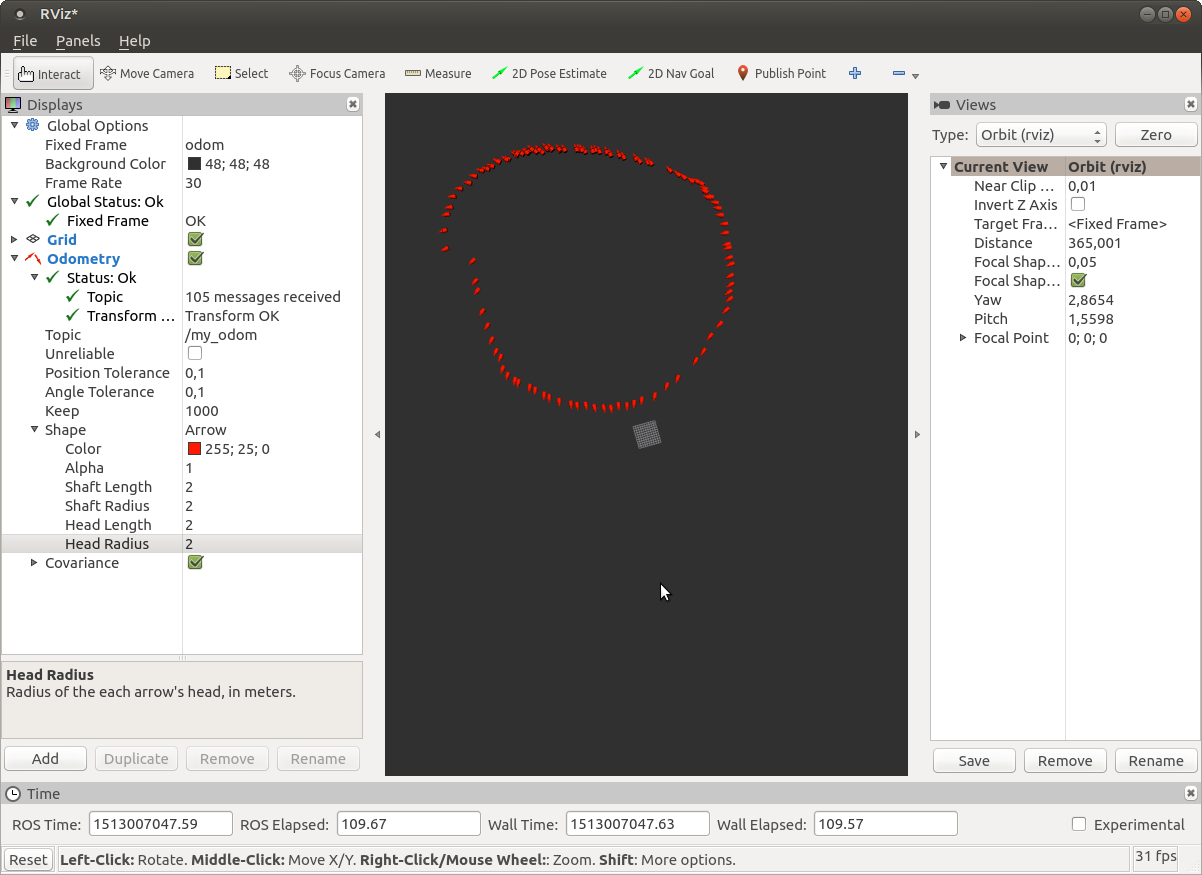 RViz*
File Panels Help
Interact Move Camera Select Focus Camera Measure 2D Pose Estimate 2D Nav Goal Publish Point
Displays
Global Options
Fixed Frame odom
Background Color 48; 48; 48
Frame Rate 30
Global Status: Ok
Fixed Frame OK
Grid
Odometry
Status: Ok
Topic 105 messages received
Transform ... Transform OK
Topic /my_odom
Unreliable
Position Tolerance 0,1
Angle Tolerance 0,1
Keep 1000
Shape Arrow
Color 255; 25; 0
Alpha 1
Shaft Length 2
Shaft Radius 2
Head Length 2
Head Radius 2
Covariance
Head Radius
Radius of the each arrow's head, in meters.
Add Duplicate Remove Rename
Views
Type: Orbit (rviz) Zero
Current View Orbit (rviz)
Near Clip ... 0,01
Invert Z Axis
Target Fra... <Fixed Frame>
Distance 365,001
Focal Shap... 0,05
Focal Shap...
Yaw 2,8654
Pitch 1,5598
Focal Point 0; 0; 0
Save Remove Rename
Time
ROS Time: 1513007047.59 ROS Elapsed: 109.67 Wall Time: 1513007047.63 Wall Elapsed: 109.57 Experimental
Reset Left-Click: Rotate. Middle-Click: Move X/Y. Right-Click/Mouse Wheel:: Zoom. Shift: More options. 31 fps